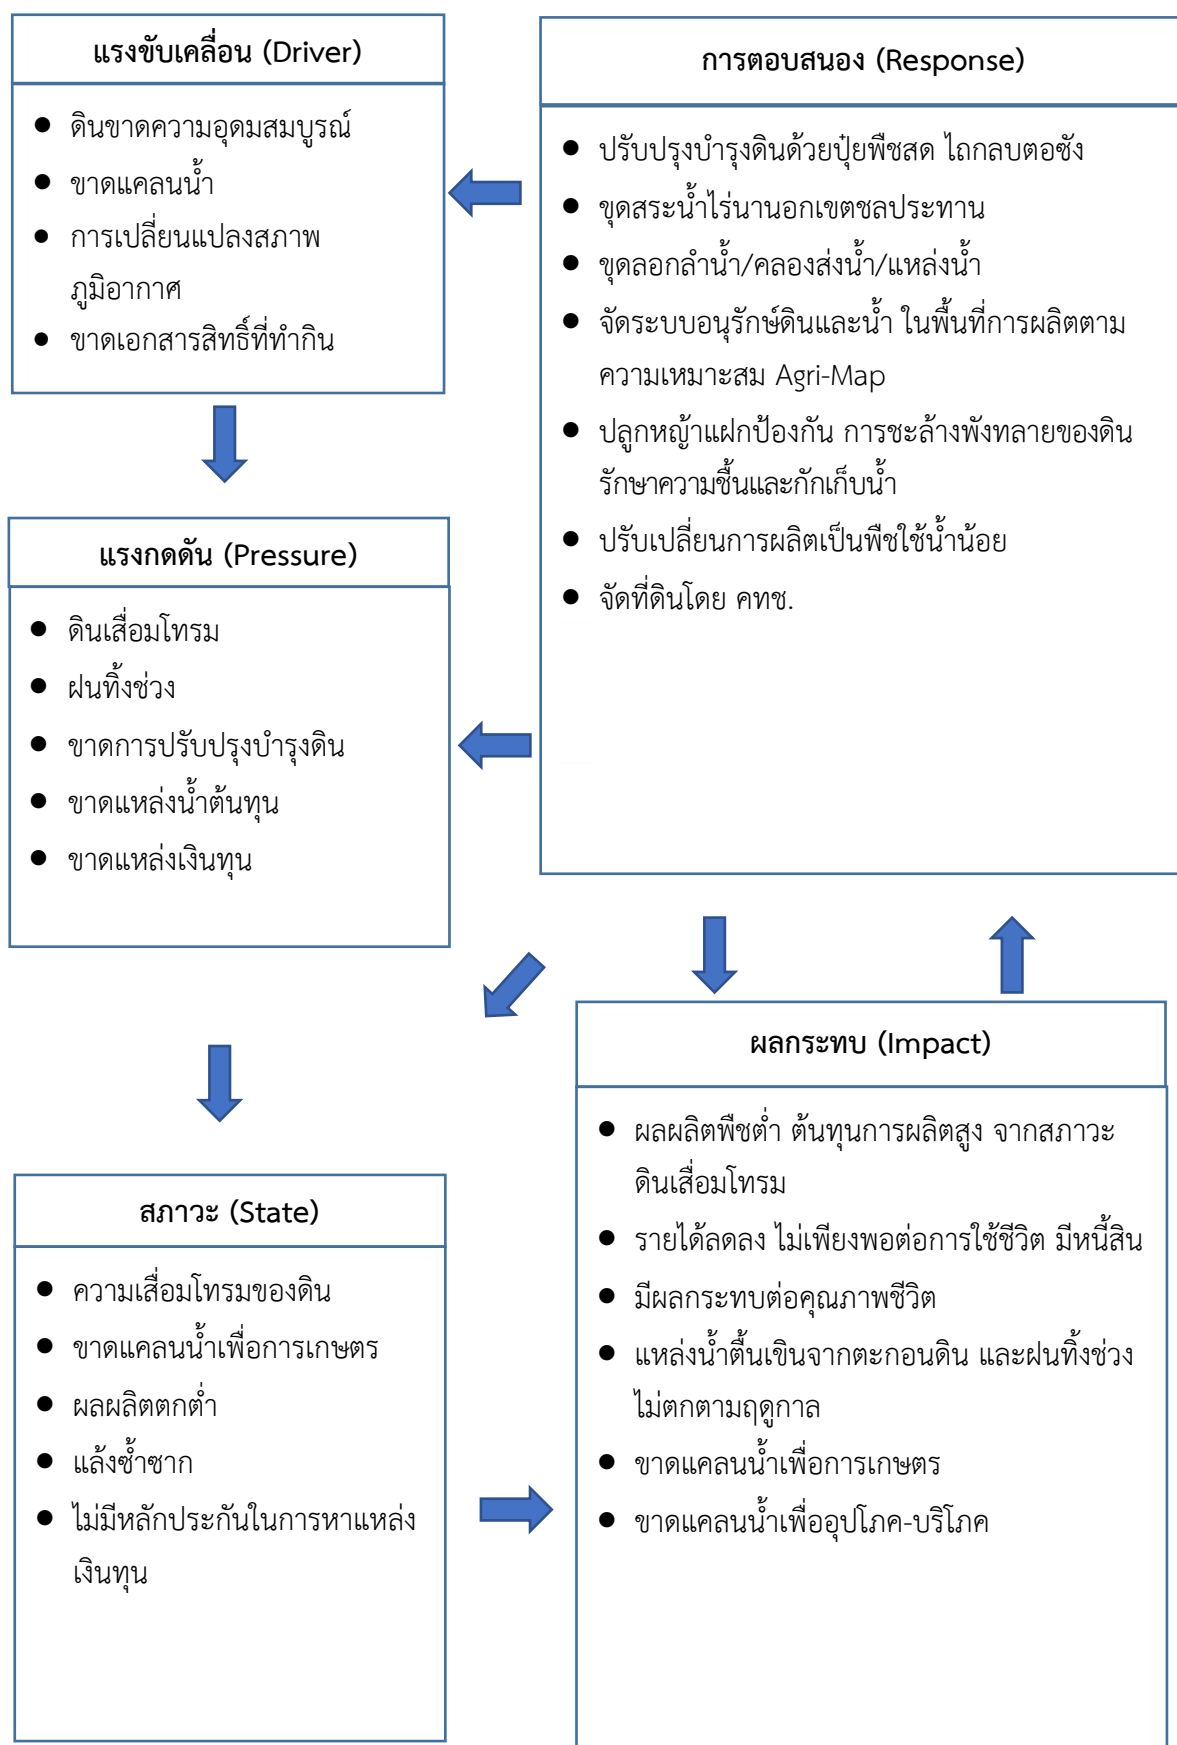 แรงขับเคลื่อน (Driver)
● ดินขาดความอุดมสมบูรณ์
● ขาดแคลนน้ำ
● การเปลี่ยนแปลงสภาพ
ภูมิอากาศ
● ขาดเอกสารสิทธิ์ที่ทำกิน
การตอบสนอง (Response)
● ปรับปรุงบำรุงดินด้วยปุ๋ยพืชสด ไถกลบตอซัง
● ขุดสระน้ำไร่นานอกเขตชลประทาน
● ขุดลอกลำน้ำ/คลองส่งน้ำ/แหล่งน้ำ
● จัดระบบอนุรักษ์ดินและน้ำ ในพื้นที่การผลิตตาม
ความเหมาะสม Agri-Map
● ปลูกหญ้าแฝกป้องกัน การชะล้างพังทลายของดิน
รักษาความชื้นและกักเก็บน้ำ
● ปรับเปลี่ยนการผลิตเป็นพืชใช้น้ำน้อย
● จัดที่ดินโดย คทช.
แรงกดดัน (Pressure)
● ดินเสื่อมโทรม
● ฝนทิ้งช่วง
● ขาดการปรับปรุงบำรุงดิน
● ขาดแหล่งน้ำต้นทุน
● ขาดแหล่งเงินทุน
สภาวะ (State)
● ความเสื่อมโทรมของดิน
● ขาดแคลนน้ำเพื่อการเกษตร
● ผลผลิตตกต่ำ
● แล้งซ้ำซาก
● ไม่มีหลักประกันในการหาแหล่ง
เงินทุน
ผลกระทบ (Impact)
● ผลผลิตพืชต่ำ ต้นทุนการผลิตสูง จากสภาวะ
ดินเสื่อมโทรม
● รายได้ลดลง ไม่เพียงพอต่อการใช้ชีวิต มีหนี้สิน
● มีผลกระทบต่อคุณภาพชีวิต
● แหล่งน้ำตื้นเขินจากตะกอนดิน และฝนทิ้งช่วง
ไม่ตกตามฤดูกาล
● ขาดแคลนน้ำเพื่อการเกษตร
● ขาดแคลนน้ำเพื่ออุปโภค-บริโภค